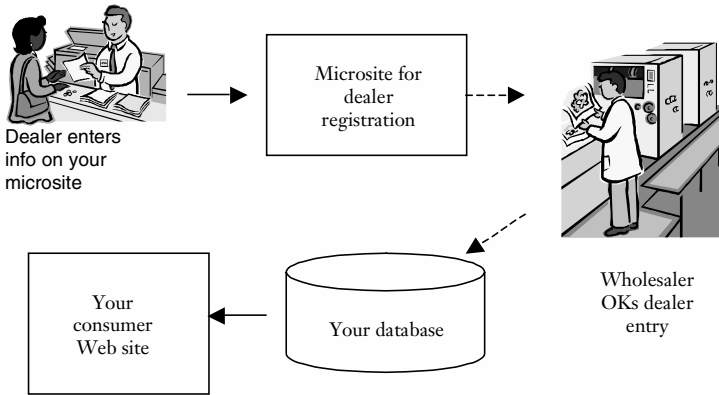 Dealer enters
info on your
microsite
Microsite for
dealer
registration
Wholesaler
OKs dealer
entry
Your database
Your
consumer
Web site